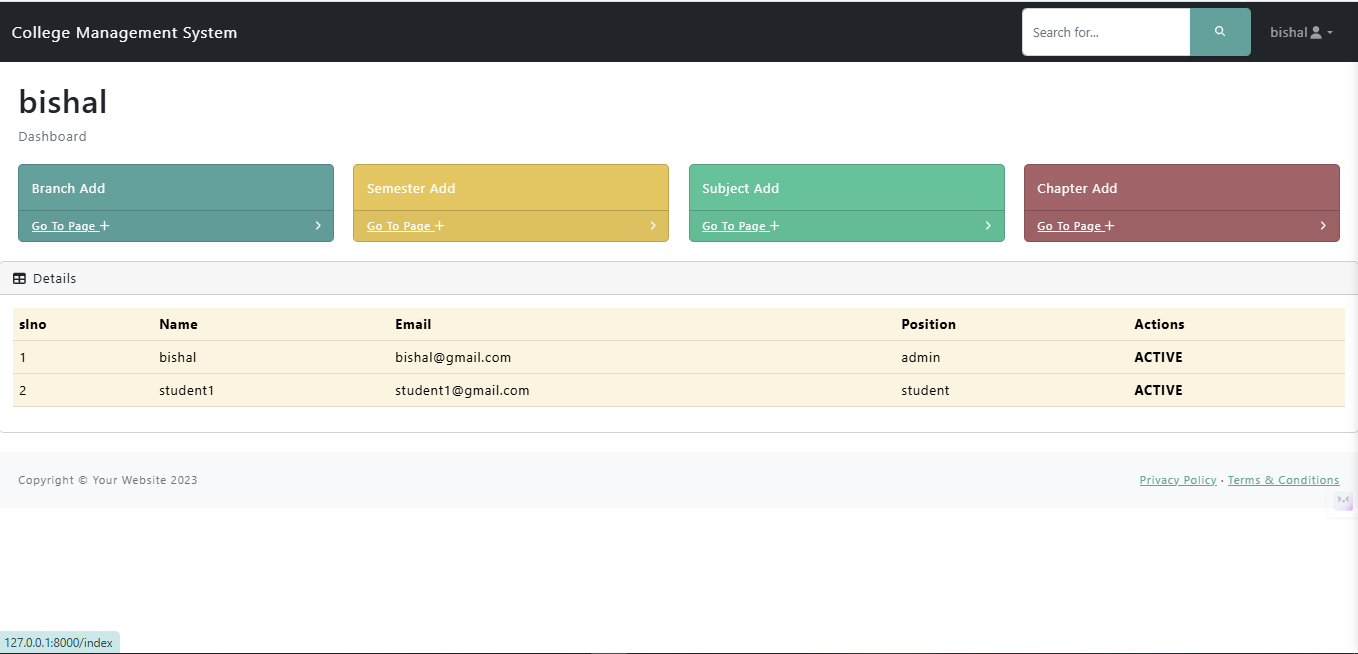 College Management System
Search for...
bishal
bishal
Dashboard
Branch Add
Go To Page
Semester Add
Go To Page
Subject Add
Go To Page
Chapter Add
Go To Page
Details
slno Name Email Position Actions
1 bishal bishal@gmail.com admin ACTIVE
2 student1 student1@gmail.com student ACTIVE
Copyright © Your Website 2023
Privacy Policy · Terms & Conditions
127.0.0.1:8000/index